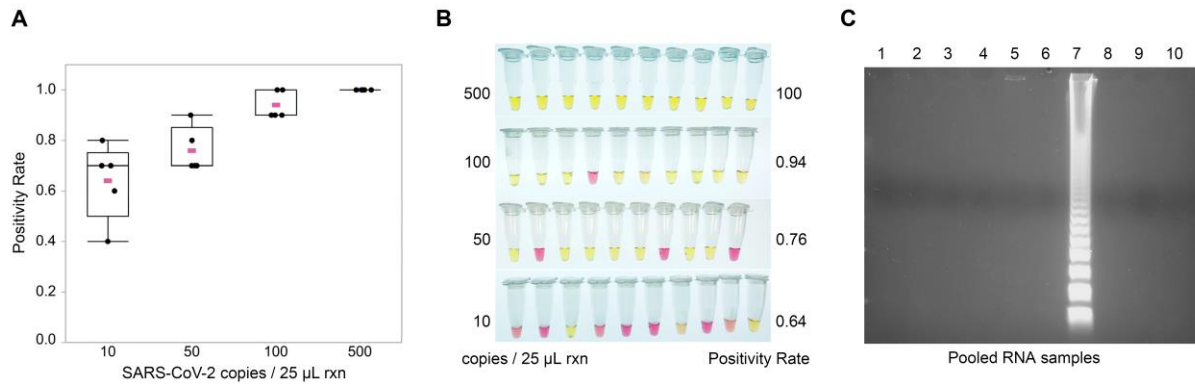 A
Positivity Rate
1.0
0.8
0.6
0.4
0.2
0.0
10 50 100 500
SARS-CoV-2 copies / 25 µL rxn
B
500 100
100 0.94
50 0.76
10 0.64
copies / 25 µL rxn Positivity Rate
C
1 2 3 4 5 6 7 8 9 10
Pooled RNA samples